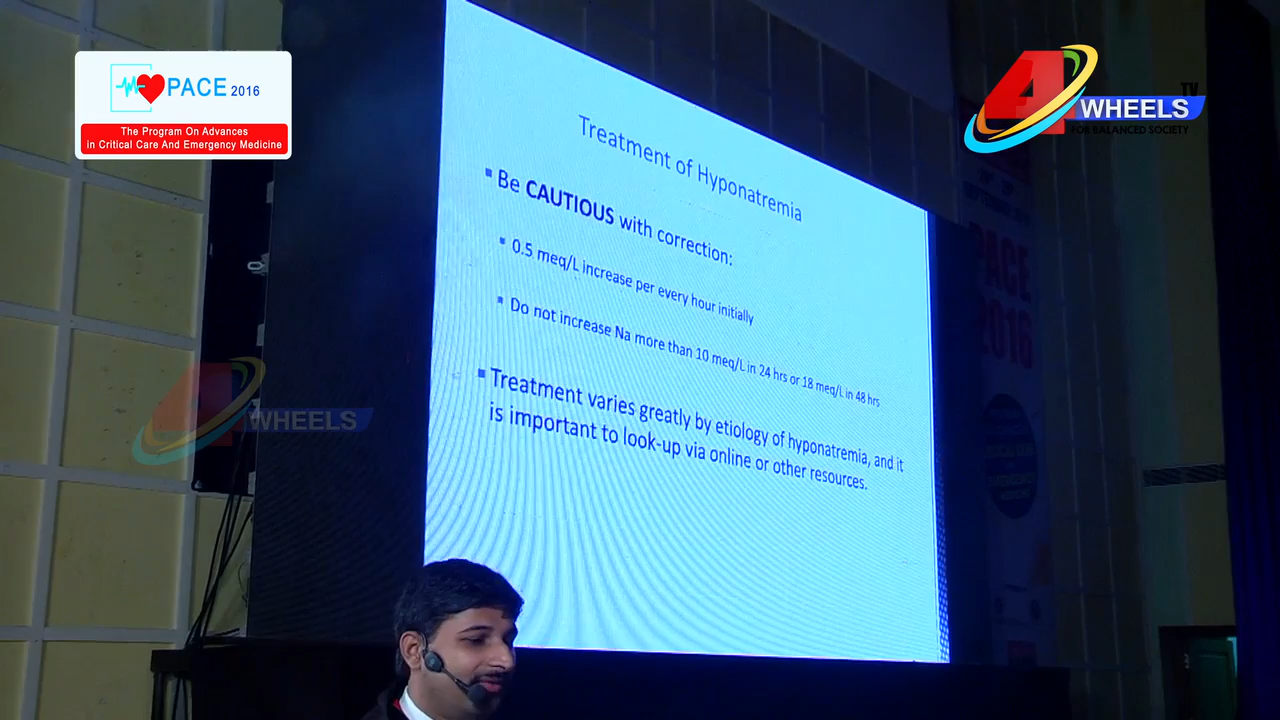 PACE 2016
The Program On Advances
in Critical Care And Emergency Medicine
4 WHEELS TV
FOR BALANCED SOCIETY
Treatment of Hyponatremia
Be CAUTIOUS with correction:
0.5 meq/L increase per every hour initially
Do not increase Na more than 10 meq/L in 24 hrs or 18 meq/L in 48 hrs
Treatment varies greatly by etiology of hyponatremia, and it
is important to look-up via online or other resources.
4 WHEELS
PACE
2016